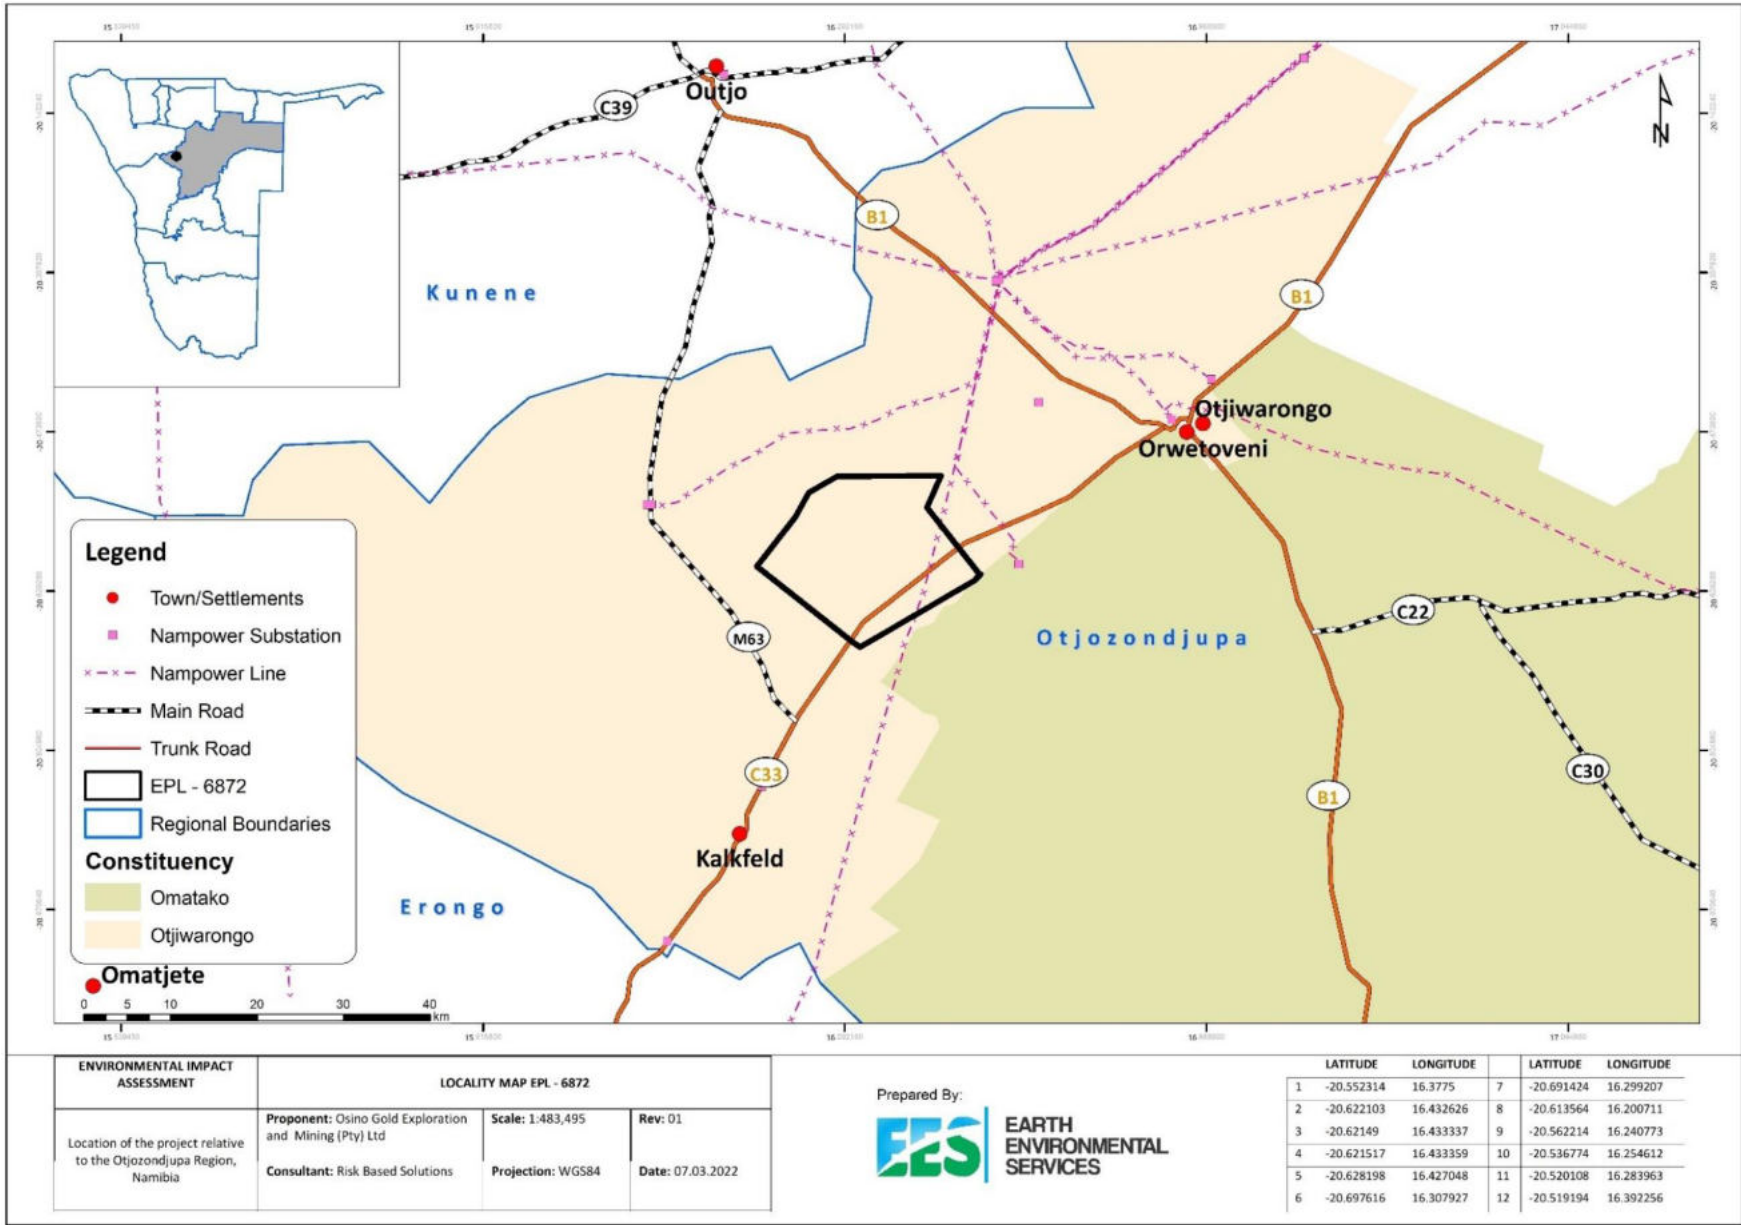 Outjo
C39
N
B1
Kunene
B1
Otjiwarongo
Orwetoveni
Legend
Town/Settlements
Nampower Substation
Nampower Line
Main Road
Trunk Road
EPL - 6872
Regional Boundaries
Constituency
Omatako
Otjiwarongo
M63
C22
Otjozondjupa
C33
C30
B1
Kalkfeld
Erongo
Omatjete
0 5 10 20 30 40
km
ENVIRONMENTAL IMPACT
ASSESSMENT
Location of the project relative
to the Otjozondjupa Region,
Namibia
LOCALITY MAP EPL - 6872
Proponent: Osino Gold Exploration
and Mining (Pty) Ltd
Scale: 1:483,495
Rev: 01
Consultant: Risk Based Solutions
Projection: WGS84
Date: 07.03.2022
Prepared By:
EES
EARTH
ENVIRONMENTAL
SERVICES
LATITUDE LONGITUDE LATITUDE LONGITUDE
1 -20.552314 16.3775 7 -20.691424 16.299207
2 -20.622103 16.432626 8 -20.613564 16.200711
3 -20.62149 16.433337 9 -20.562214 16.240773
4 -20.621517 16.433359 10 -20.536774 16.254612
5 -20.628198 16.427048 11 -20.520108 16.283963
6 -20.697616 16.307927 12 -20.519194 16.392256